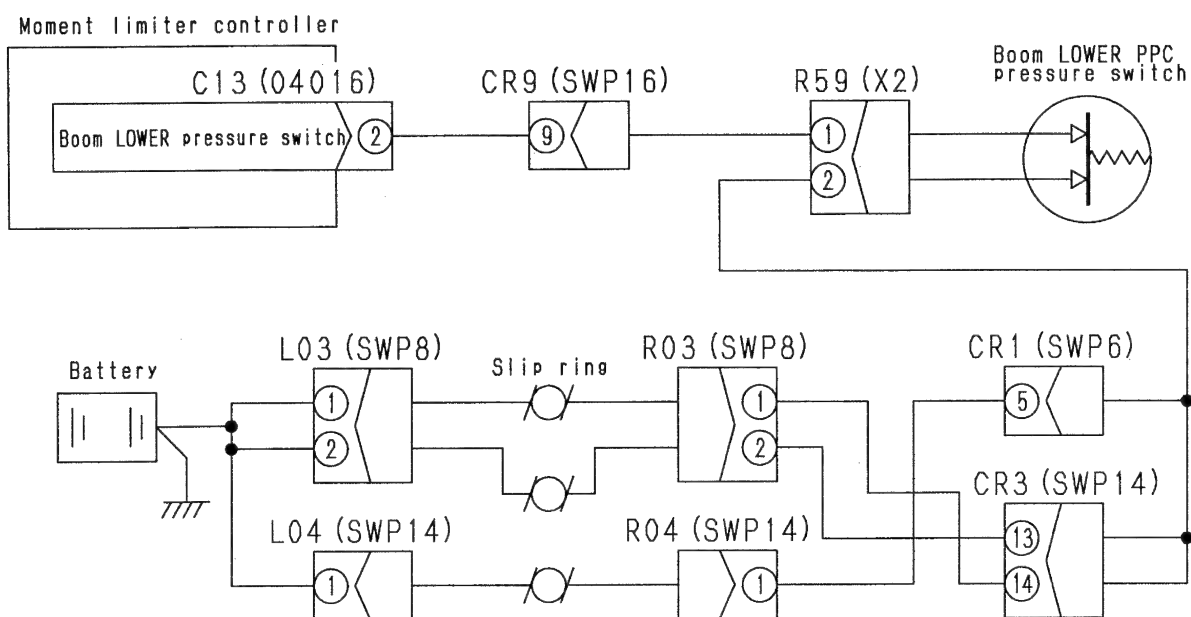 Moment limiter controller
C13 (04016)
CR9 (SWP16)
R59 (X2)
Boom LOWER PPC
pressure switch
Boom LOWER pressure switch
2
9
1
2
Battery
L03 (SWP8)
Slip ring
R03 (SWP8)
CR1 (SWP6)
1
2
1
2
5
L04 (SWP14)
R04 (SWP14)
CR3 (SWP14)
1
1
13
14